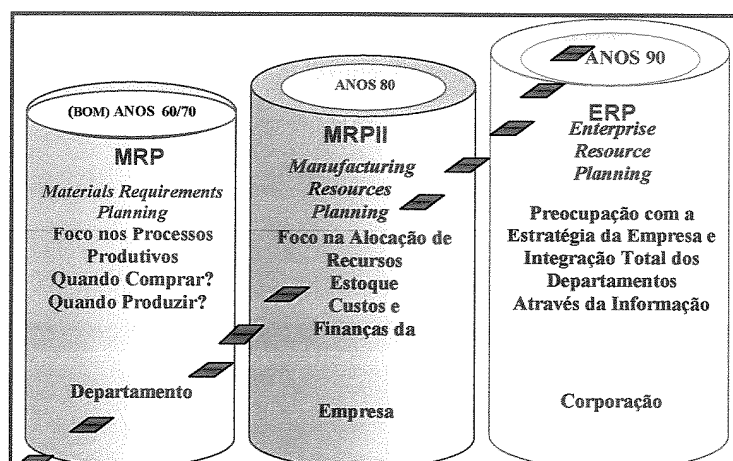 (BOM) ANOS 60/70
MRP
Materials Requirements
Planning
Foco nos Processos
Produtivos
Quando Comprar?
Quando Produzir?
Departamento
ANOS 80
MRPII
Manufacturing
Resources
Planning
Foco na Alocação de
Recursos
Estoque
Custos e
Finanças da
Empresa
ANOS 90
ERP
Enterprise
Resource
Planning
Preocupação com a
Estratégia da Empresa e
Integração Total dos
Departamentos
Através da Informação
Corporação